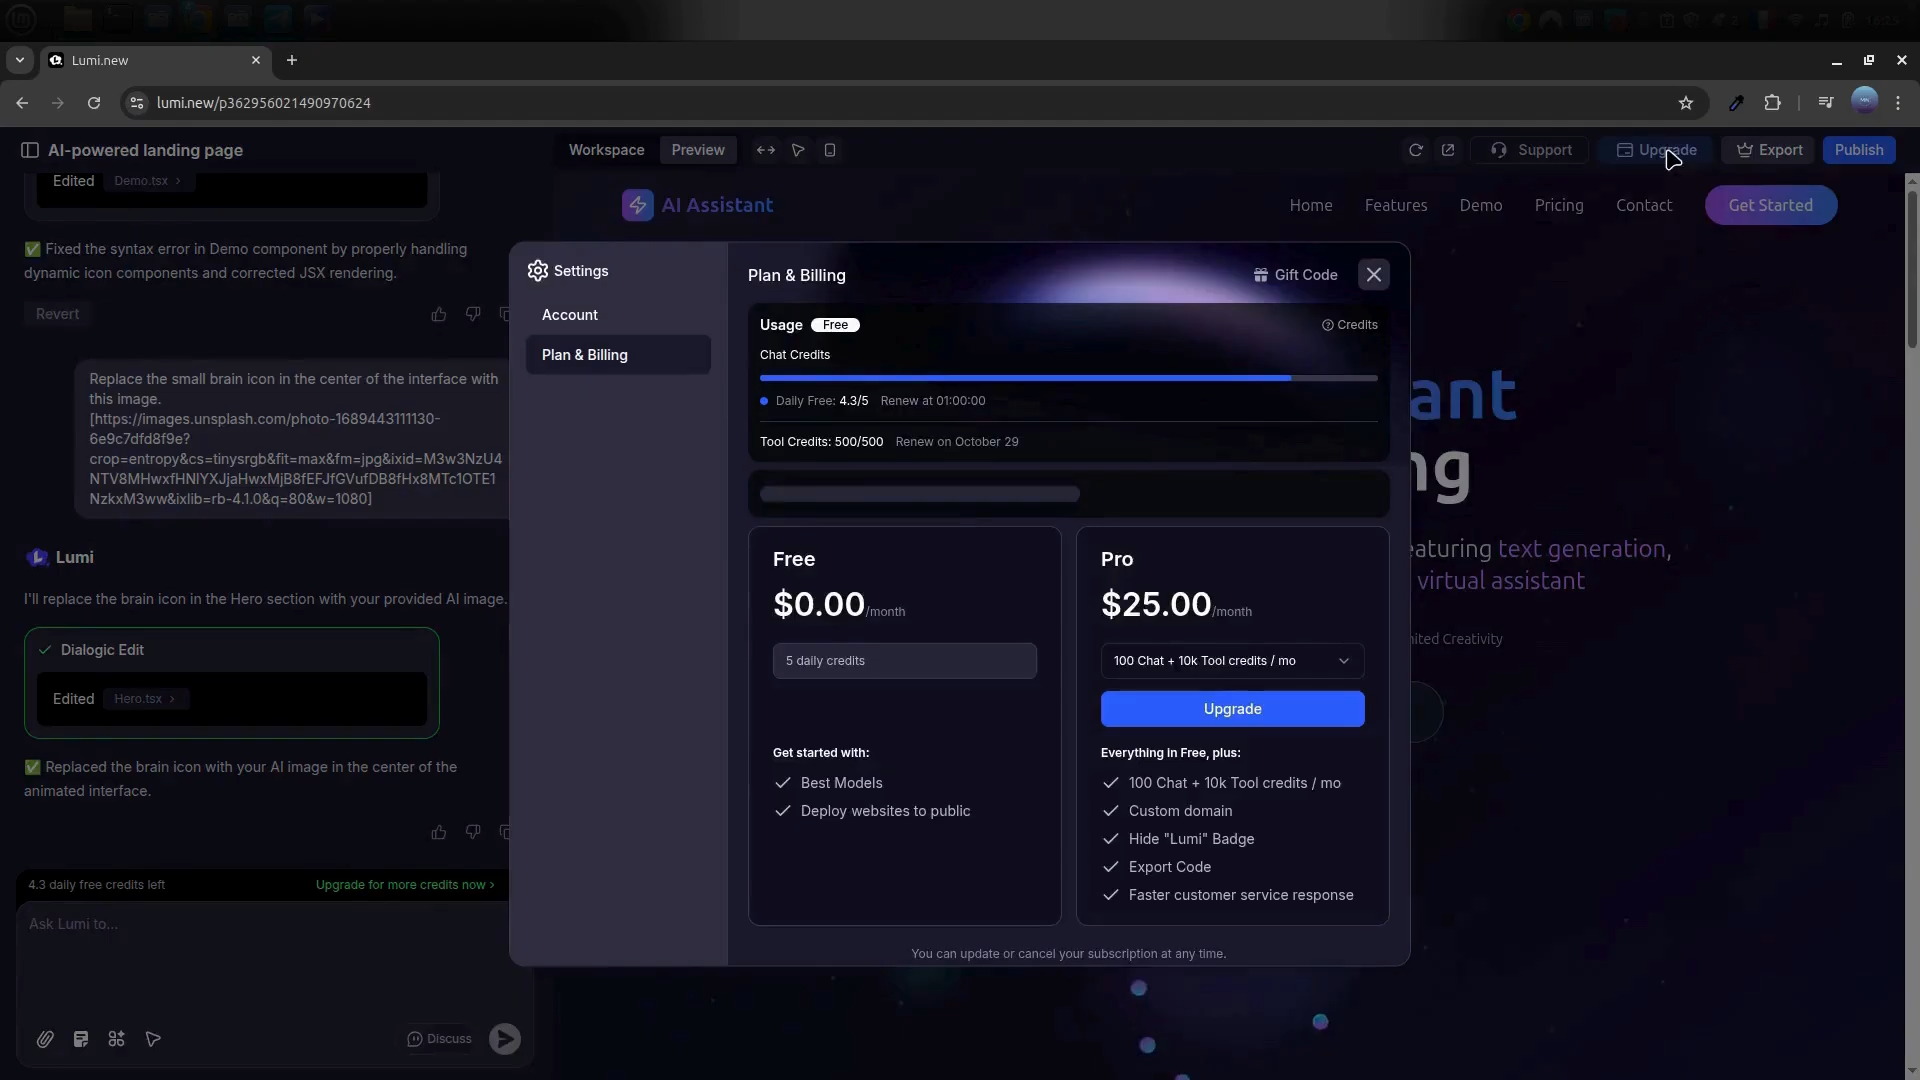 Lumi.new
lumi.new/p362956021490970624
AI-powered landing page
Workspace
Preview
Support
Upgrade
Export
Publish
Edited
Demo.tsx
✅ Fixed the syntax error in Demo component by properly handling
dynamic icon components and corrected JSX rendering.
Revert
Replace the small brain icon in the center of the interface with
this image.
[https://images.unsplash.com/photo-1689443111130-
6e9c7dfd8f9e?
crop=entropy&cs=tinysrgb&fit=max&fm=jpg&ixid=M3w3NzU4
NTV8MHwxfHNlYXJjaHwxMjB8fEFJfGVufDB8fHx8MTc1OTE1
NzkxM3ww&ixlib=rb-4.1.0&q=80&w=1080]
Lumi
I'll replace the brain icon in the Hero section with your provided AI image.
Dialogic Edit
Edited
Hero.tsx
✅ Replaced the brain icon with your AI image in the center of the
animated interface.
4.3 daily free credits left
Upgrade for more credits now
Ask Lumi to...
Discuss
AI Assistant
Home
Features
Demo
Pricing
Contact
Get Started
Settings
Account
Plan & Billing
Plan & Billing
Gift Code
Usage
Free
Credits
Chat Credits
Daily Free: 4.3/5
Renew at 01:00:00
Tool Credits: 500/500
Renew on October 29
Free
$0.00/month
5 daily credits
Get started with:
Best Models
Deploy websites to public
Pro
$25.00/month
100 Chat + 10k Tool credits / mo
Upgrade
Everything in Free, plus:
100 Chat + 10k Tool credits / mo
Custom domain
Hide "Lumi" Badge
Export Code
Faster customer service response
You can update or cancel your subscription at any time.
ant
ng
eaturing text generation,
virtual assistant
ited Creativity